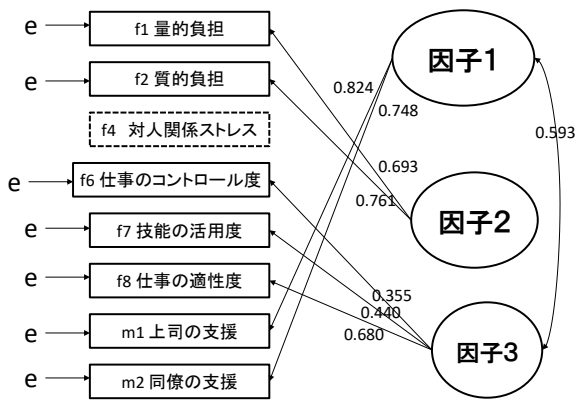 e
f1 量的負担
因子1
e
f2 質的負担
0.824
0.748
f4 対人関係ストレス
0.593
0.693
e
f6 仕事のコントロール度
0.761
e
f7 技能の活用度
因子2
e
f8 仕事の適性度
0.355
0.440
e
m1 上司の支援
0.680
因子3
e
m2 同僚の支援